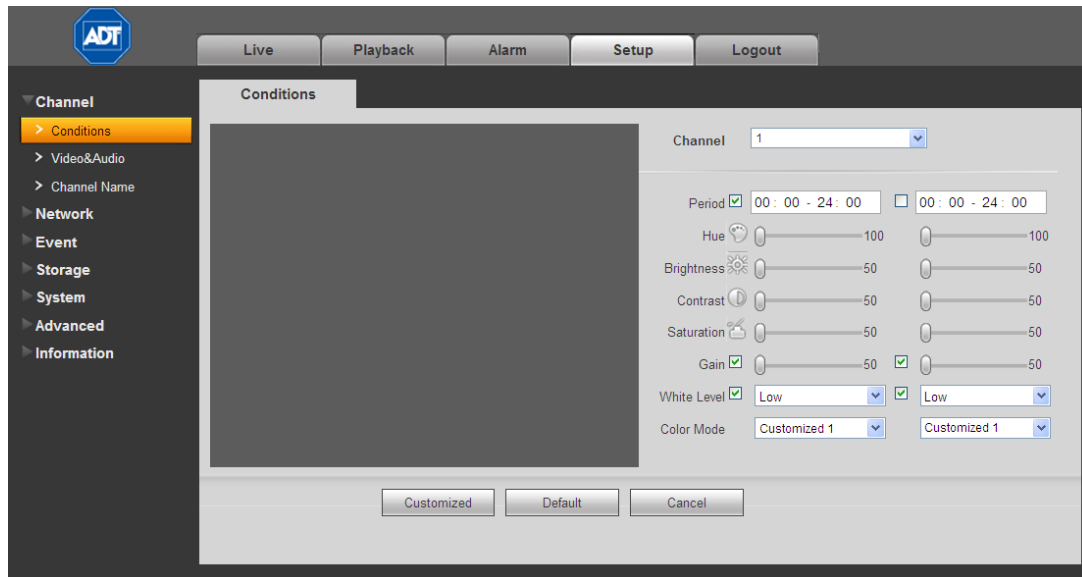 ADT
Live Playback Alarm Setup Logout
Channel
> Conditions
> Video&Audio
> Channel Name
Network
Event
Storage
System
Advanced
Information
Conditions
Channel 1
Period 00 : 00 - 24 : 00 00 : 00 - 24 : 00
Hue 100 100
Brightness 50 50
Contrast 50 50
Saturation 50 50
Gain 50 50
White Level Low Low
Color Mode Customized 1 Customized 1
Customized Default Cancel